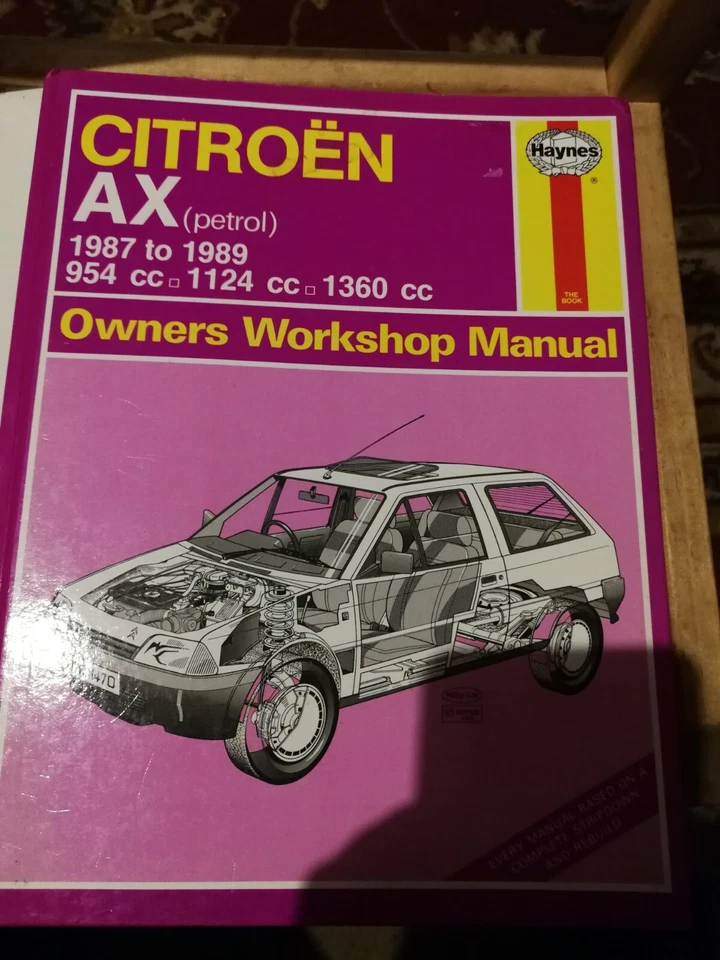 CITROËN
AX (petrol)
1987 to 1989
954 cc □ 1124 cc □ 1360 cc
Haynes
®
THE
BOOK
Owners Workshop Manual
1470
EVERY MANUAL BASED ON A
COMPLETE STRIPDOWN
AND REBUILD